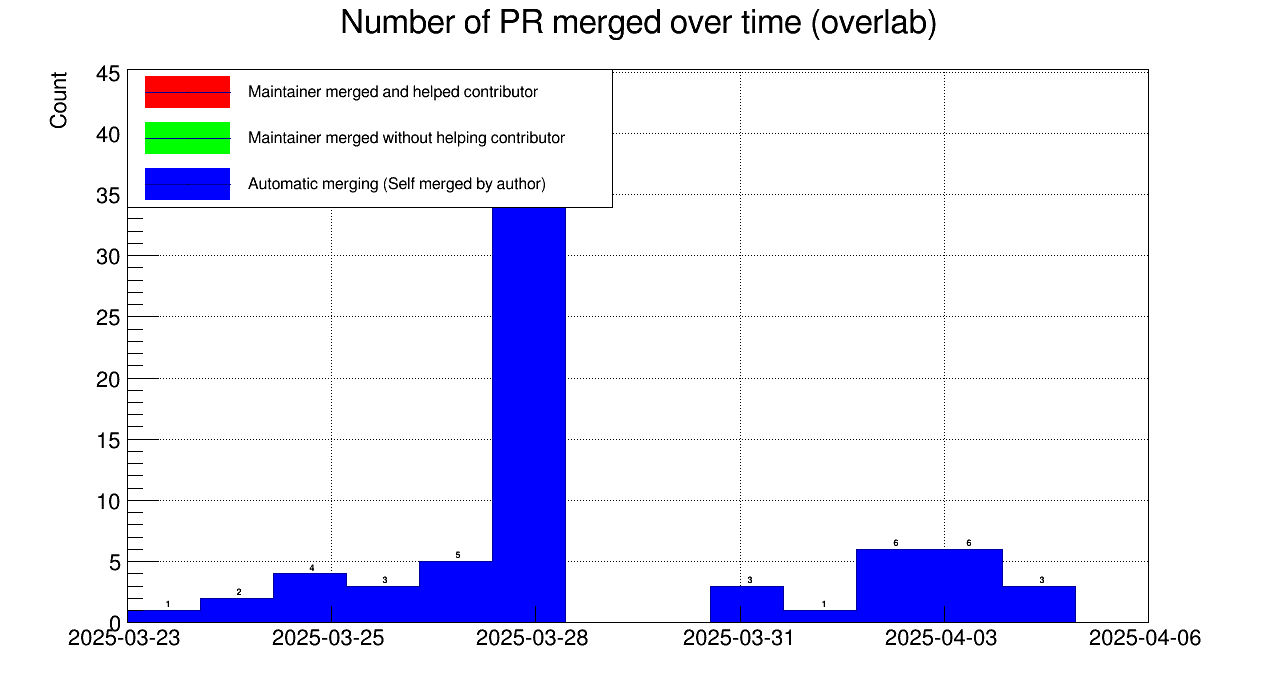 Number of PR merged over time (overlab)
Count
45
40
35
30
25
20
15
10
5
0
Maintainer merged and helped contributor
Maintainer merged without helping contributor
Automatic merging (Self merged by author)
1 2 4 3 5 3 1 6 6 3
2025-03-23 2025-03-25 2025-03-28 2025-03-31 2025-04-03 2025-04-06